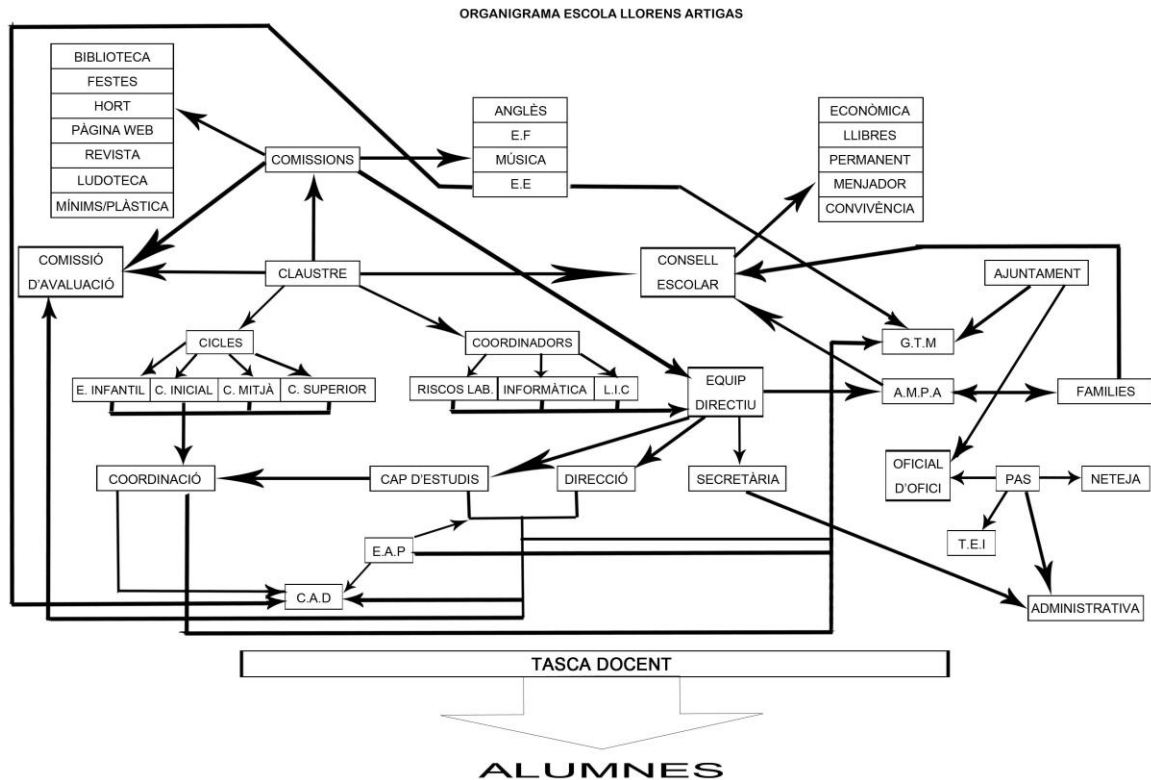 ORGANIGRAMA ESCOLA LLORENS ARTIGAS
BIBLIOTECA
FESTES
HORT
PÀGINA WEB
REVISTA
LUDOTECA
MÍNIMS/PLÀSTICA
COMISSIONS
ANGLÈS
E.F
MÚSICA
E.E
ECONÒMICA
LLIBRES
PERMANENT
MENJADOR
CONVIVÈNCIA
COMISSIÓ
D'AVALUACIÓ
CLAUSTRE
CONSELL
ESCOLAR
AJUNTAMENT
CICLES
COORDINADORS
G.T.M
E. INFANTIL
C. INICIAL
C. MITJÀ
C. SUPERIOR
RISCOS LAB.
INFORMÀTICA
L.I.C
EQUIP
DIRECTIU
A.M.P.A
FAMILIES
COORDINACIÓ
CAP D'ESTUDIS
DIRECCIÓ
SECRETÀRIA
OFICIAL
D'OFICI
PAS
NETEJA
T.E.I
E.A.P
C.A.D
ADMINISTRATIVA
TASCA DOCENT
ALUMNES